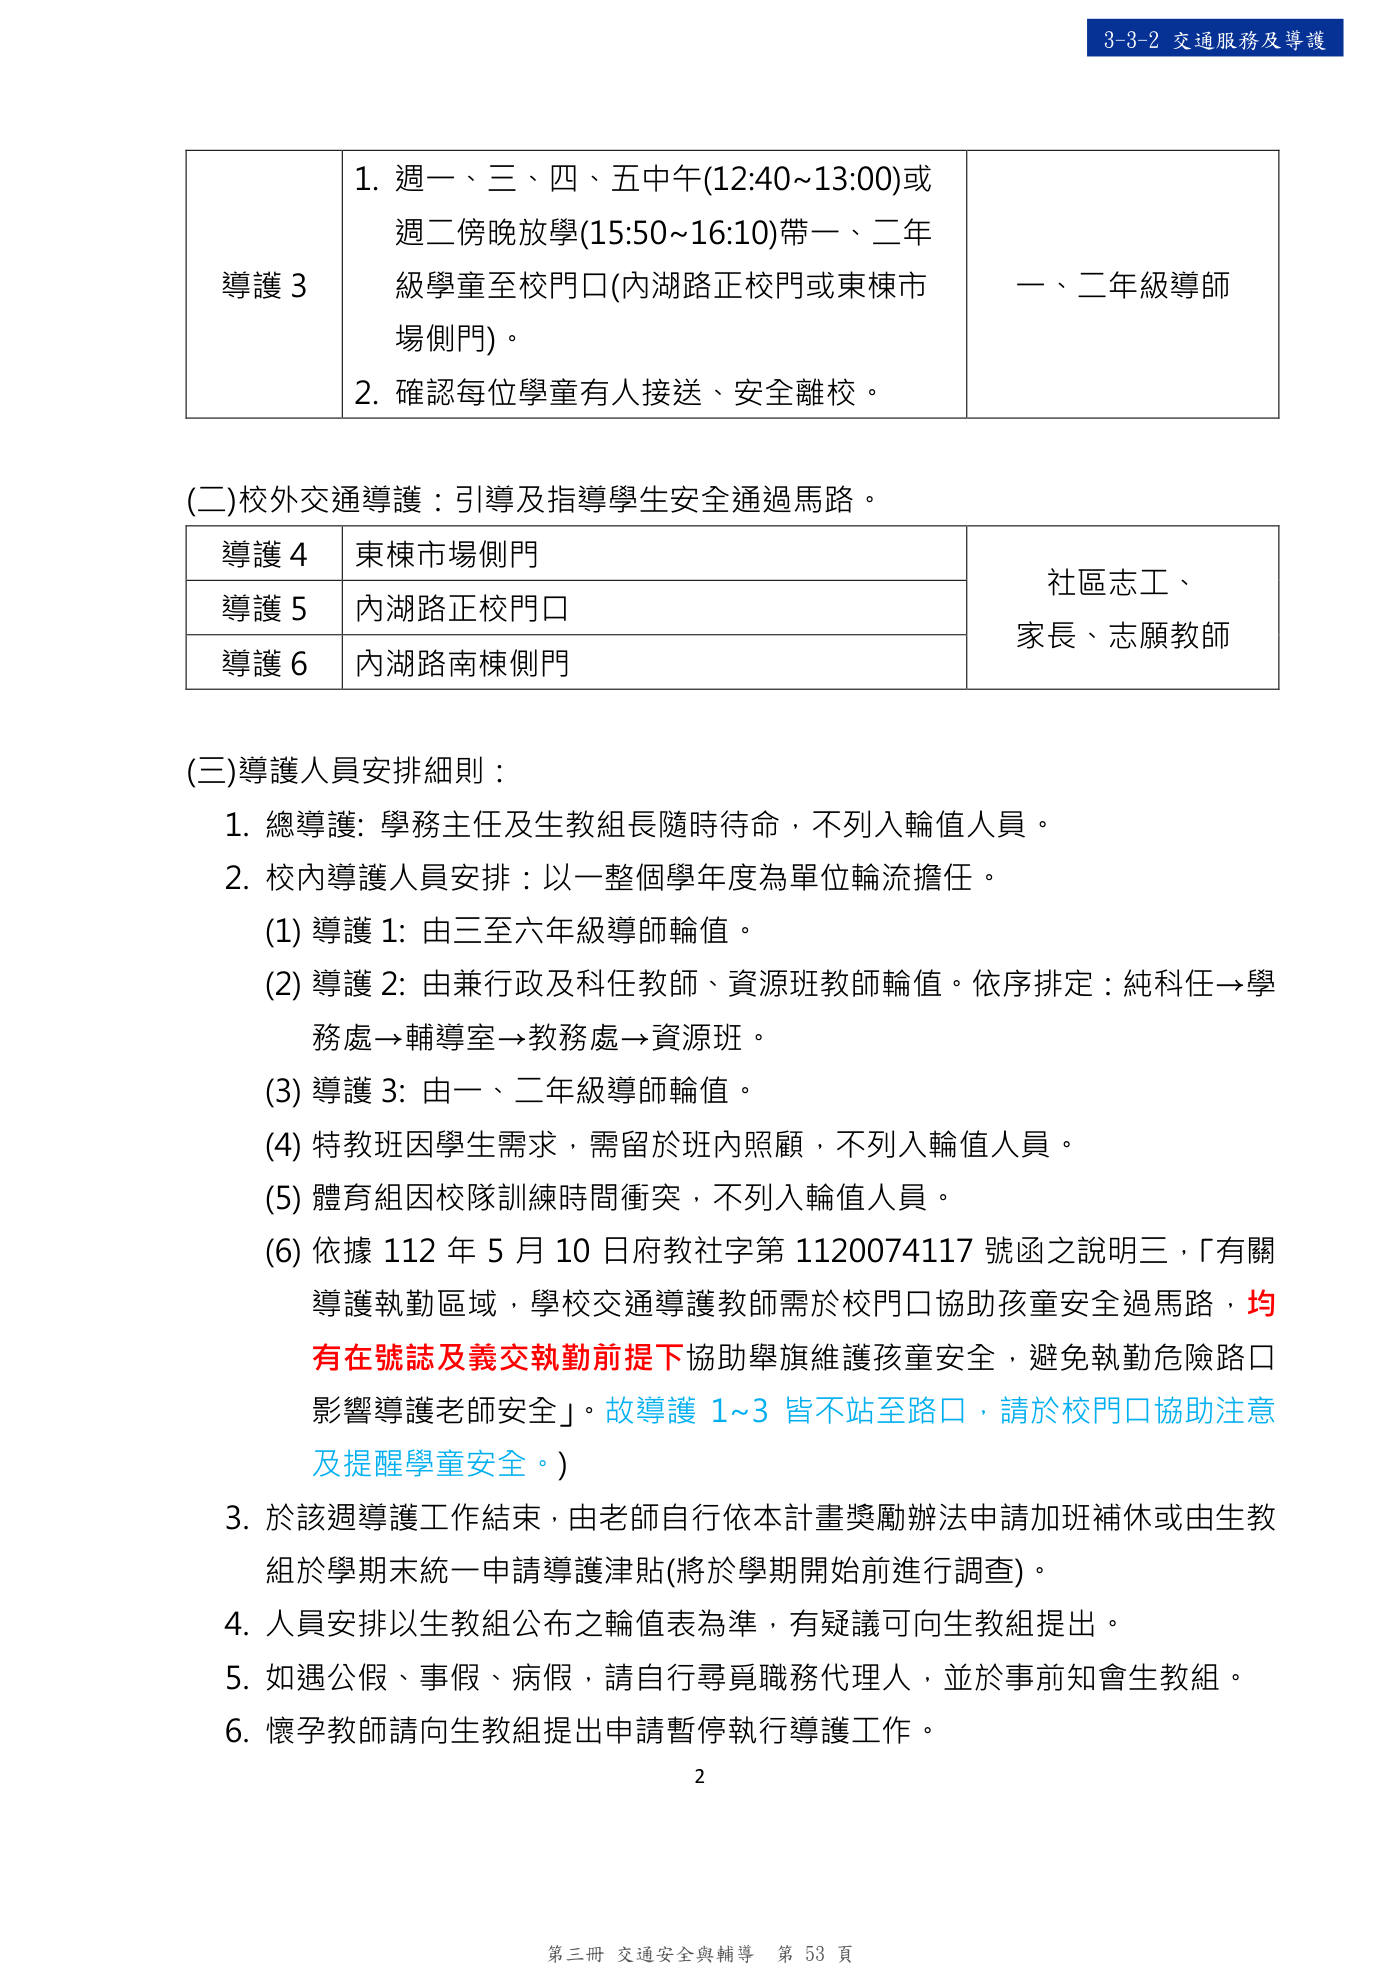 3-3-2 交通服務及導護
導護 3
1. 週一、三、四、五中午(12:40~13:00)或
週二傍晚放學(15:50~16:10)帶一、二年
級學童至校門口(內湖路正校門或東棟市
場側門)。
2. 確認每位學童有人接送、安全離校。
一、二年級導師
(二)校外交通導護：引導及指導學生安全通過馬路。
導護 4 東棟市場側門
導護 5 內湖路正校門口
導護 6 內湖路南棟側門
社區志工、
家長、志願教師
(三)導護人員安排細則：
1. 總導護: 學務主任及生教組長隨時待命，不列入輪值人員。
2. 校內導護人員安排：以一整個學年度為單位輪流擔任。
(1) 導護 1: 由三至六年級導師輪值。
(2) 導護 2: 由兼行政及科任教師、資源班教師輪值。依序排定：純科任→學
務處→輔導室→教務處→資源班。
(3) 導護 3: 由一、二年級導師輪值。
(4) 特教班因學生需求，需留於班內照顧，不列入輪值人員。
(5) 體育組因校隊訓練時間衝突，不列入輪值人員。
(6) 依據 112 年 5 月 10 日府教社字第 1120074117 號函之說明三，「有關
導護執勤區域，學校交通導護教師需於校門口協助孩童安全過馬路，均
有在號誌及義交執勤前提下協助舉旗維護孩童安全，避免執勤危險路口
影響導護老師安全」。故導護 1~3 皆不站至路口，請於校門口協助注意
及提醒學童安全。)
3. 於該週導護工作結束，由老師自行依本計畫獎勵辦法申請加班補休或由生教
組於學期末統一申請導護津貼(將於學期開始前進行調查)。
4. 人員安排以生教組公布之輪值表為準，有疑議可向生教組提出。
5. 如遇公假、事假、病假，請自行尋覓職務代理人，並於事前知會生教組。
6. 懷孕教師請向生教組提出申請暫停執行導護工作。
2
第三冊 交通安全與輔導 第 53 頁